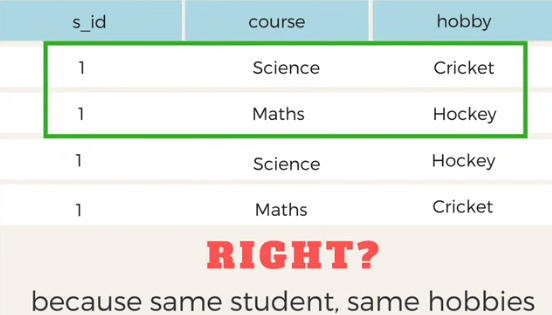 s_id course hobby
1 Science Cricket
1 Maths Hockey
1 Science Hockey
1 Maths Cricket
RIGHT?
because same student, same hobbies